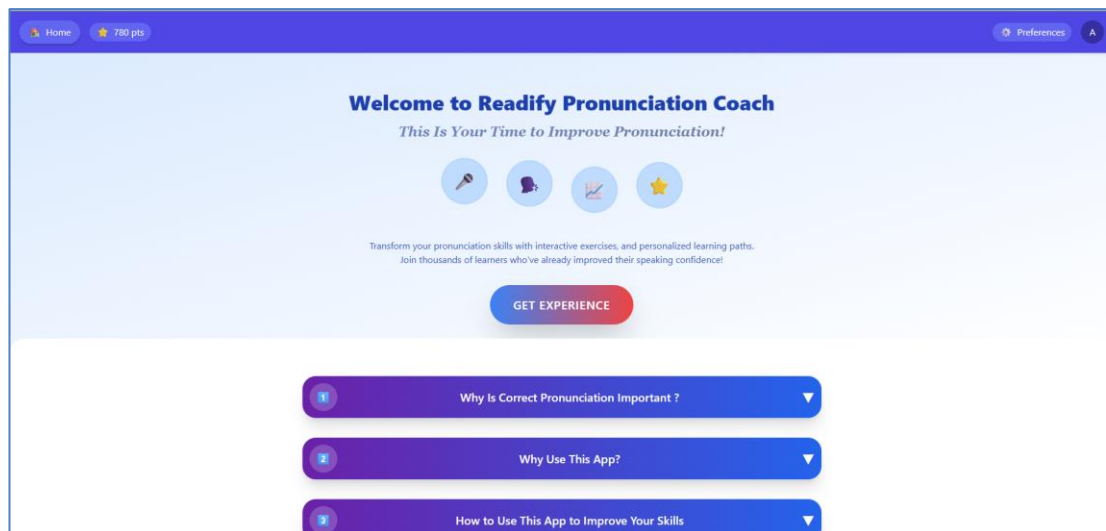 Home
780 pts
Preferences
A
Welcome to Readify Pronunciation Coach
This Is Your Time to Improve Pronunciation!
Transform your pronunciation skills with interactive exercises, and personalized learning paths.
Join thousands of learners who've already improved their speaking confidence!
GET EXPERIENCE
1
Why Is Correct Pronunciation Important ?
2
Why Use This App?
3
How to Use This App to Improve Your Skills